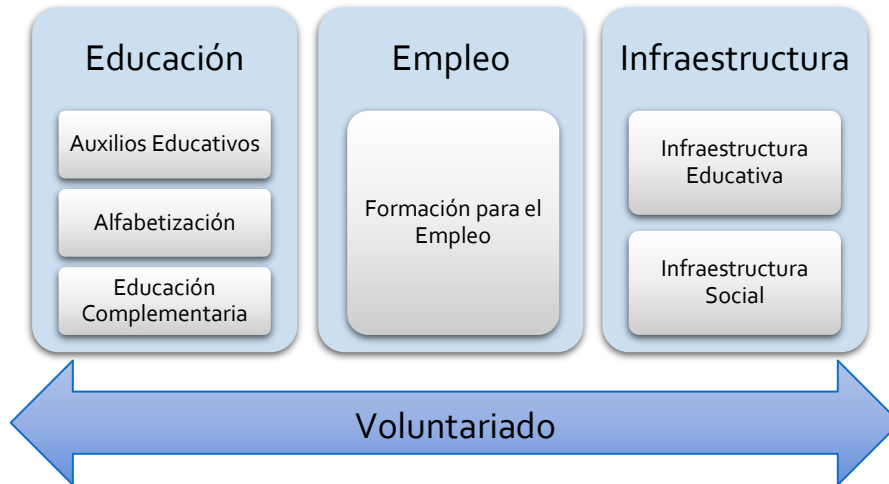 Educación
Auxilios Educativos
Alfabetización
Educación
Complementaria
Empleo
Formación para el
Empleo
Infraestructura
Infraestructura
Educativa
Infraestructura
Social
Voluntariado